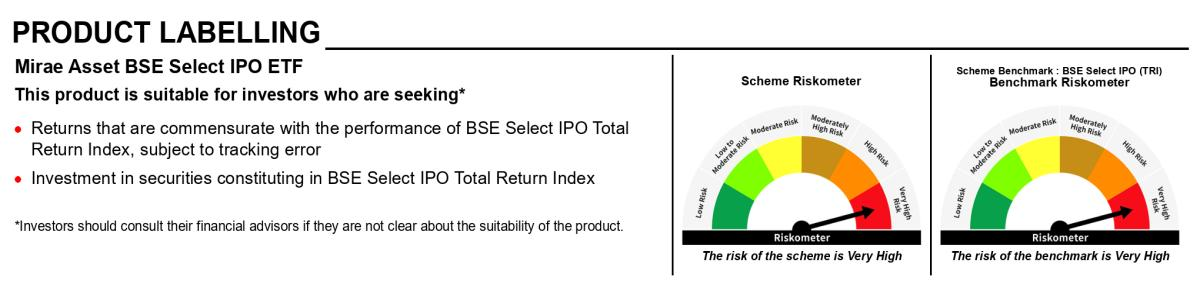 PRODUCT LABELLING
Mirae Asset BSE Select IPO ETF
This product is suitable for investors who are seeking*
• Returns that are commensurate with the performance of BSE Select IPO Total
Return Index, subject to tracking error
• Investment in securities constituting in BSE Select IPO Total Return Index
*Investors should consult their financial advisors if they are not clear about the suitability of the product.
Scheme Riskometer
Low Risk
Low to
Moderate Risk
Moderate Risk
Moderately
High Risk
High Risk
Very High
Risk
Riskometer
The risk of the scheme is Very High
Scheme Benchmark : BSE Select IPO (TRI)
Benchmark Riskometer
Low Risk
Low to
Moderate Risk
Moderate Risk
Moderately
High Risk
High Risk
Very High
Risk
Riskometer
The risk of the benchmark is Very High